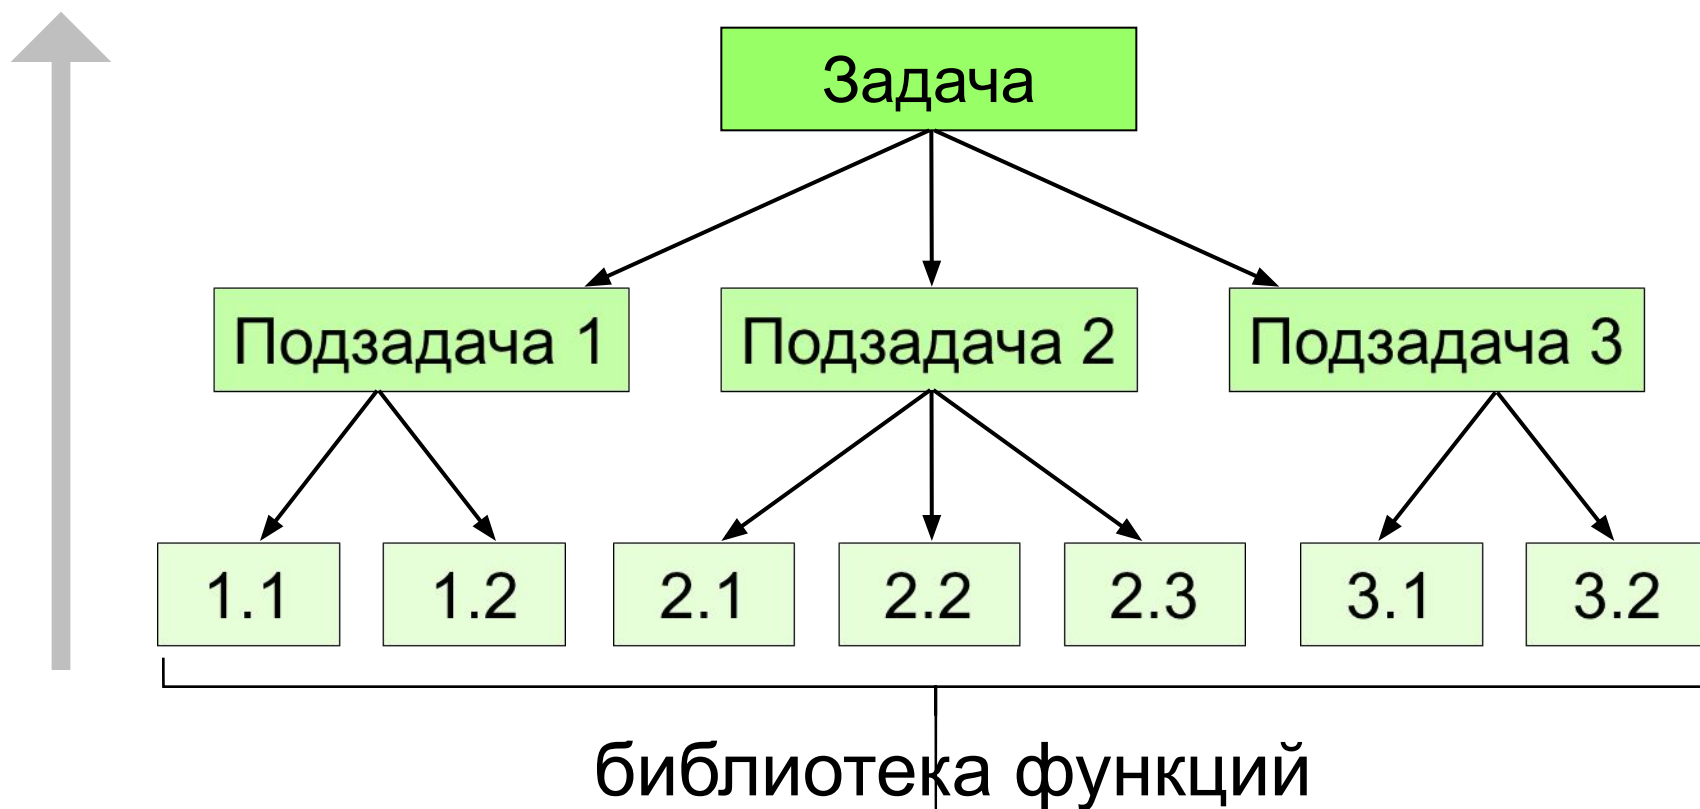 Задача
Подзадача 1
Подзадача 2
Подзадача 3
1.1
1.2
2.1
2.2
2.3
3.1
3.2
библиотека функций